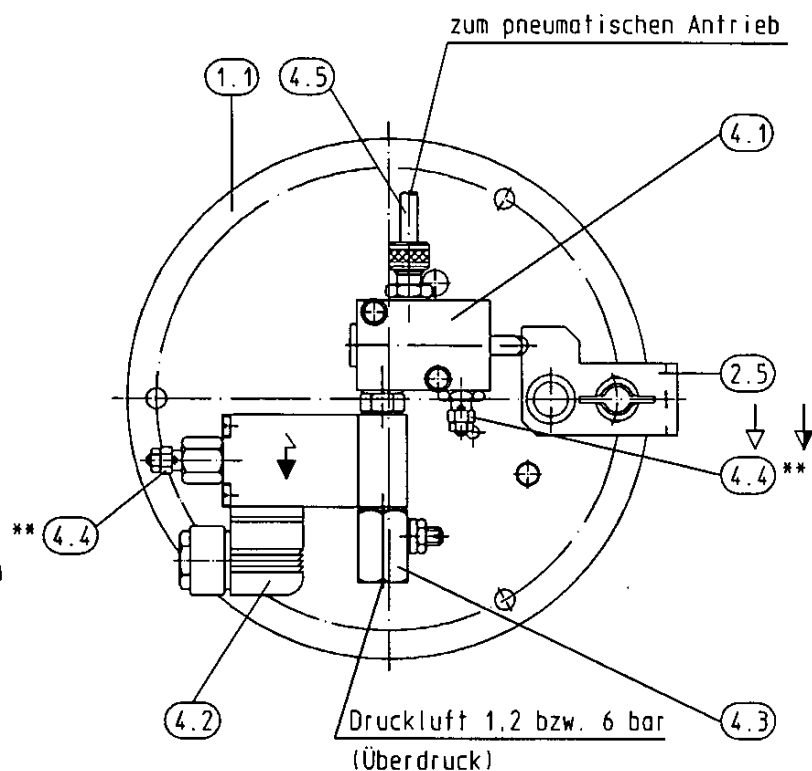 zum pneumatischen Antrieb
1.1
4.5
4.1
2.5
4.4 **
** 4.4
4.2
Druckluft 1,2 bzw. 6 bar
(Überdruck)
4.3